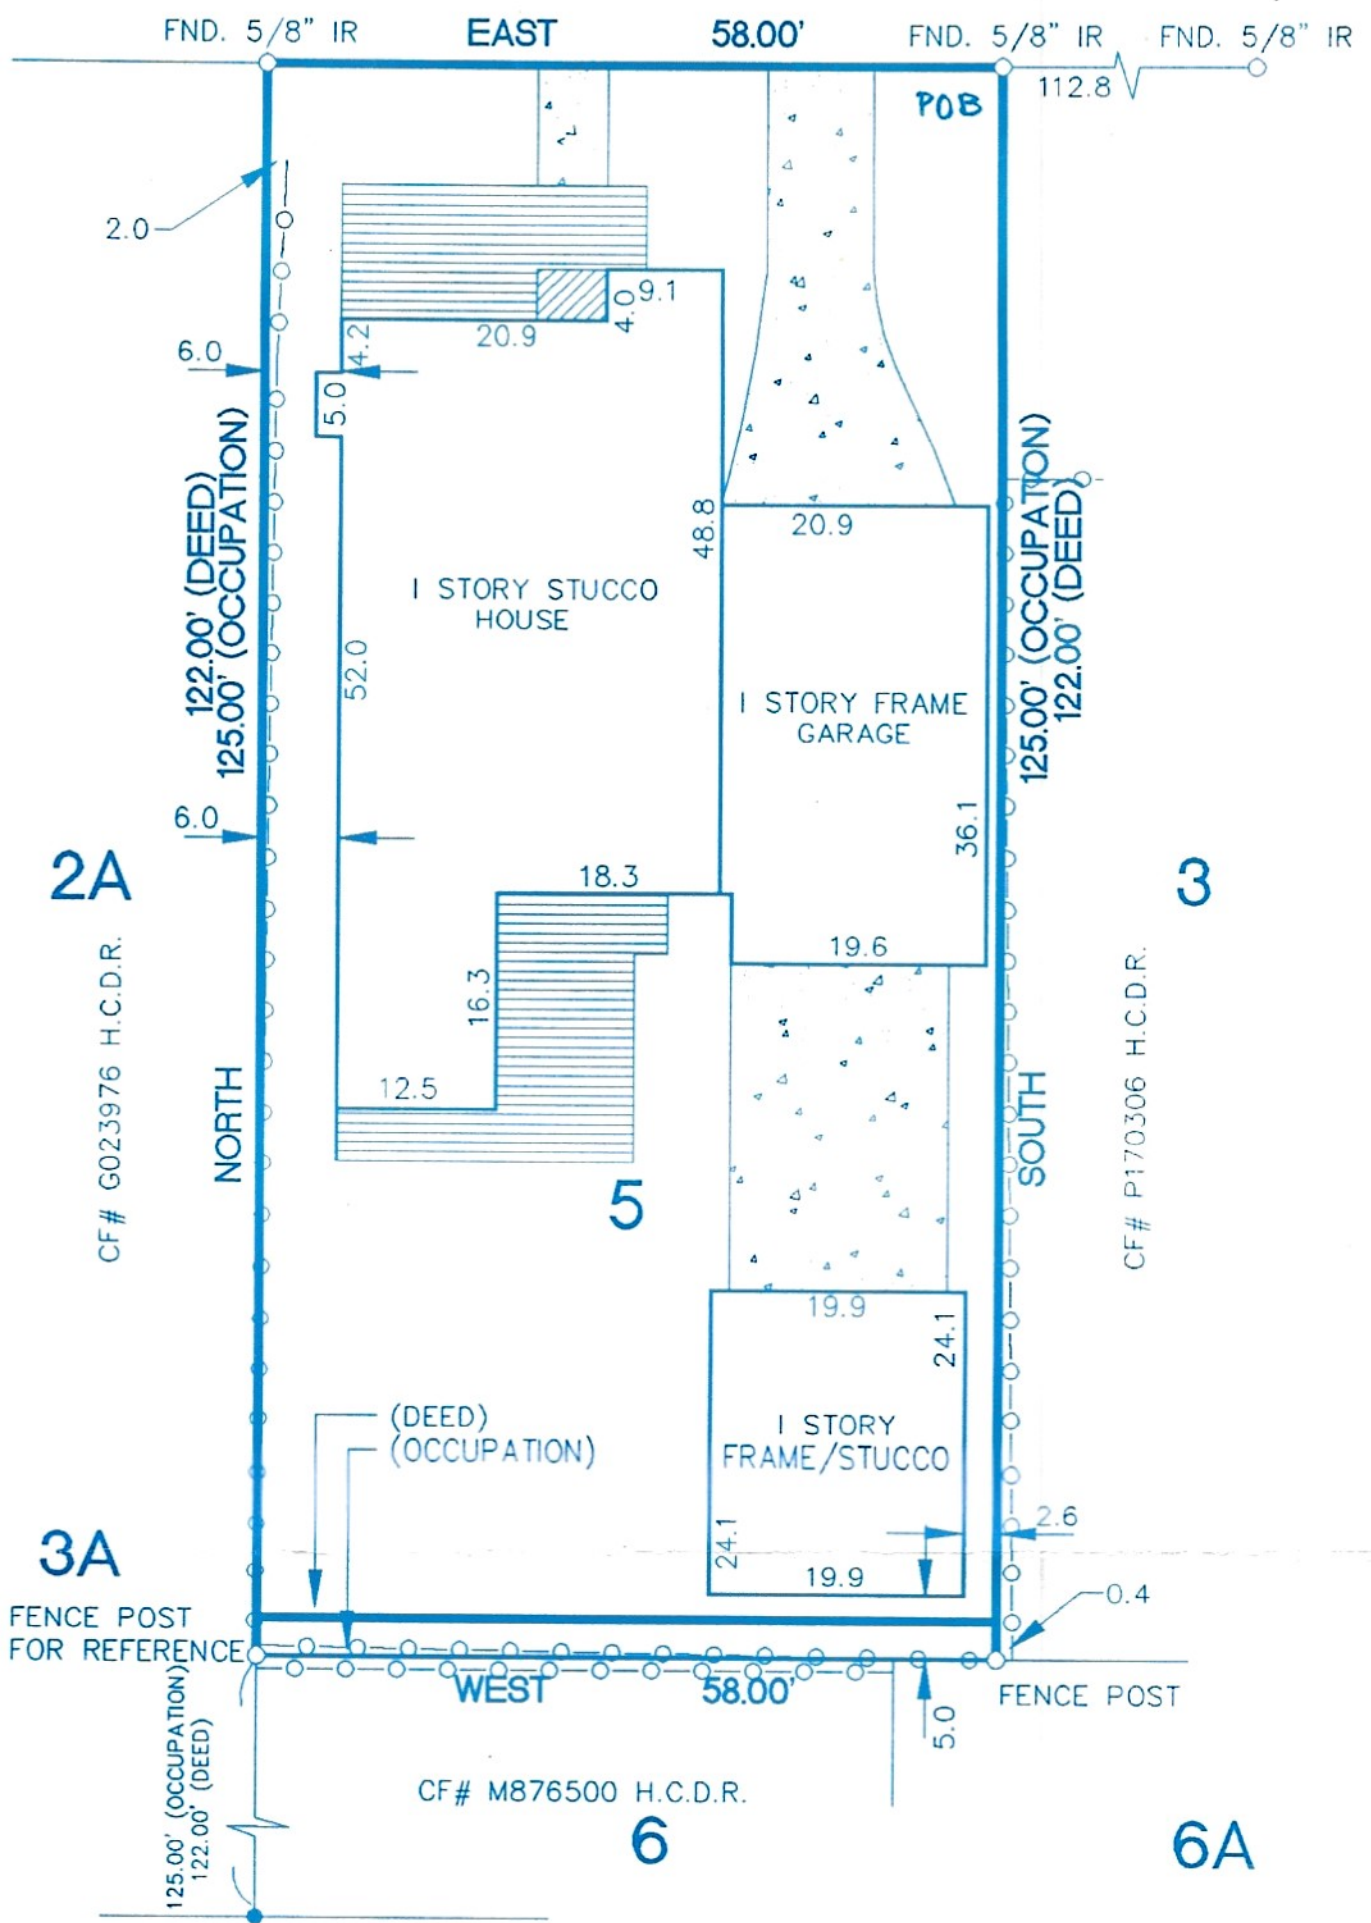 FND. 5/8" IR
EAST
58.00'
FND. 5/8" IR
FND. 5/8" IR
112.8
POB
2.0
9.1
4.0
20.9
4.2
6.0
5.0
122.00' (DEED)
125.00' (OCCUPATION)
125.00' (OCCUPATION)
122.00' (DEED)
48.8
20.9
I STORY STUCCO
HOUSE
52.0
I STORY FRAME
GARAGE
6.0
36.1
2A
18.3
3
CF# G023976 H.C.D.R.
19.6
CF# P170306 H.C.D.R.
16.3
12.5
NORTH
SOUTH
5
19.9
24.1
(DEED)
(OCCUPATION)
I STORY
FRAME/STUCCO
2.6
24.1
3A
19.9
0.4
FENCE POST
FOR REFERENCE
WEST
58.00'
FENCE POST
5.0
125.00' (OCCUPATION)
122.00' (DEED)
CF# M876500 H.C.D.R.
6
6A